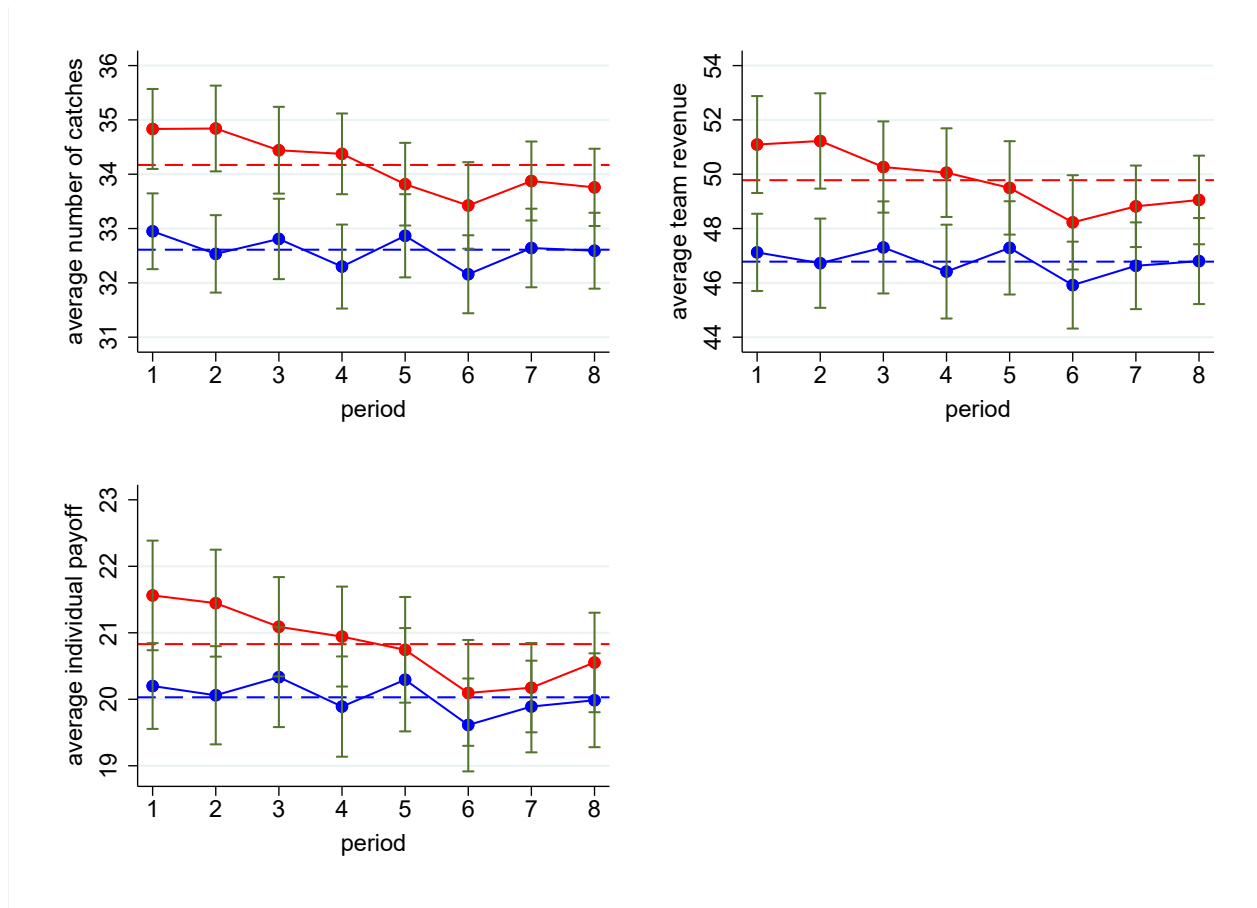 average number of catches
36
35
34
33
32
31
1 2 3 4 5 6 7 8
period
average team revenue
54
52
50
48
46
44
1 2 3 4 5 6 7 8
period
average individual payoff
23
22
21
20
19
1 2 3 4 5 6 7 8
period